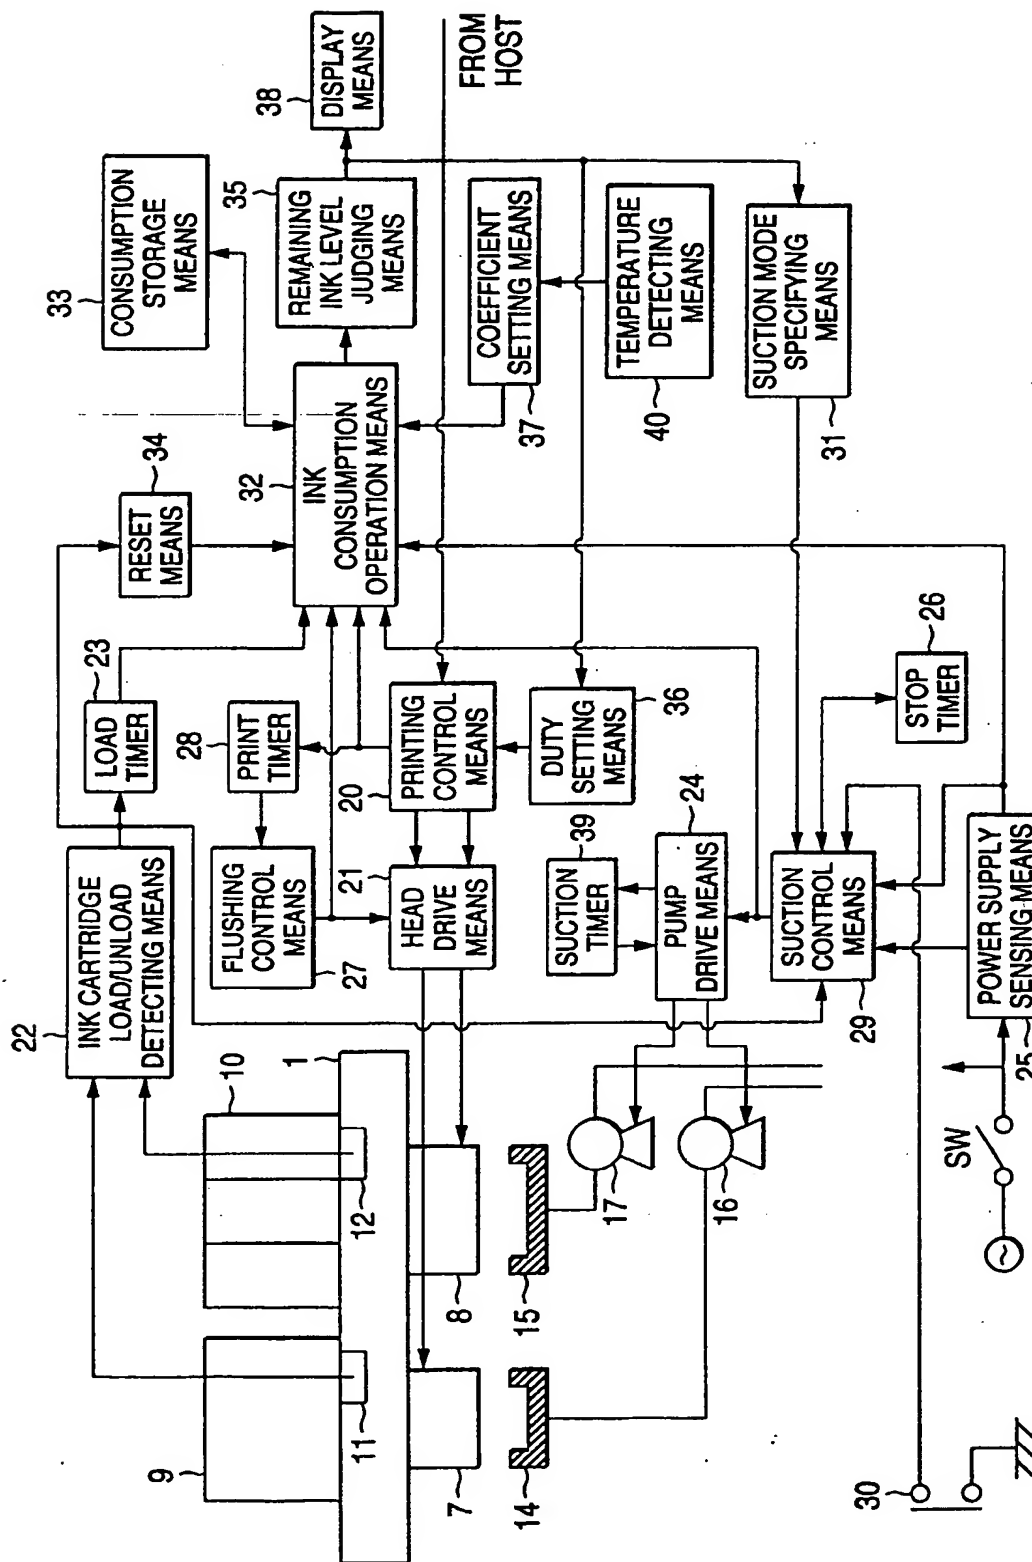 38
DISPLAY
MEANS
FROM
HOST
33
CONSUMPTION
STORAGE
MEANS
35
REMAINING
INK LEVEL
JUDGING
MEANS
COEFFICIENT
SETTING MEANS
37
TEMPERATURE
DETECTING
MEANS
40
SUCTION MODE
SPECIFYING
MEANS
31
34
RESET
MEANS
32
INK
CONSUMPTION
OPERATION MEANS
23
LOAD
TIMER
28
PRINT
TIMER
20
PRINTING
CONTROL
MEANS
DUTY
SETTING
MEANS
36
26
STOP
TIMER
22
INK CARTRIDGE
LOAD/UNLOAD
DETECTING MEANS
FLUSHING
CONTROL
MEANS
27
21
HEAD
DRIVE
MEANS
39
SUCTION
TIMER
24
PUMP
DRIVE MEANS
SUCTION
CONTROL
MEANS
29
POWER SUPPLY
SENSING MEANS
25
10
1
12
8
15
17
16
SW
9
11
7
14
30